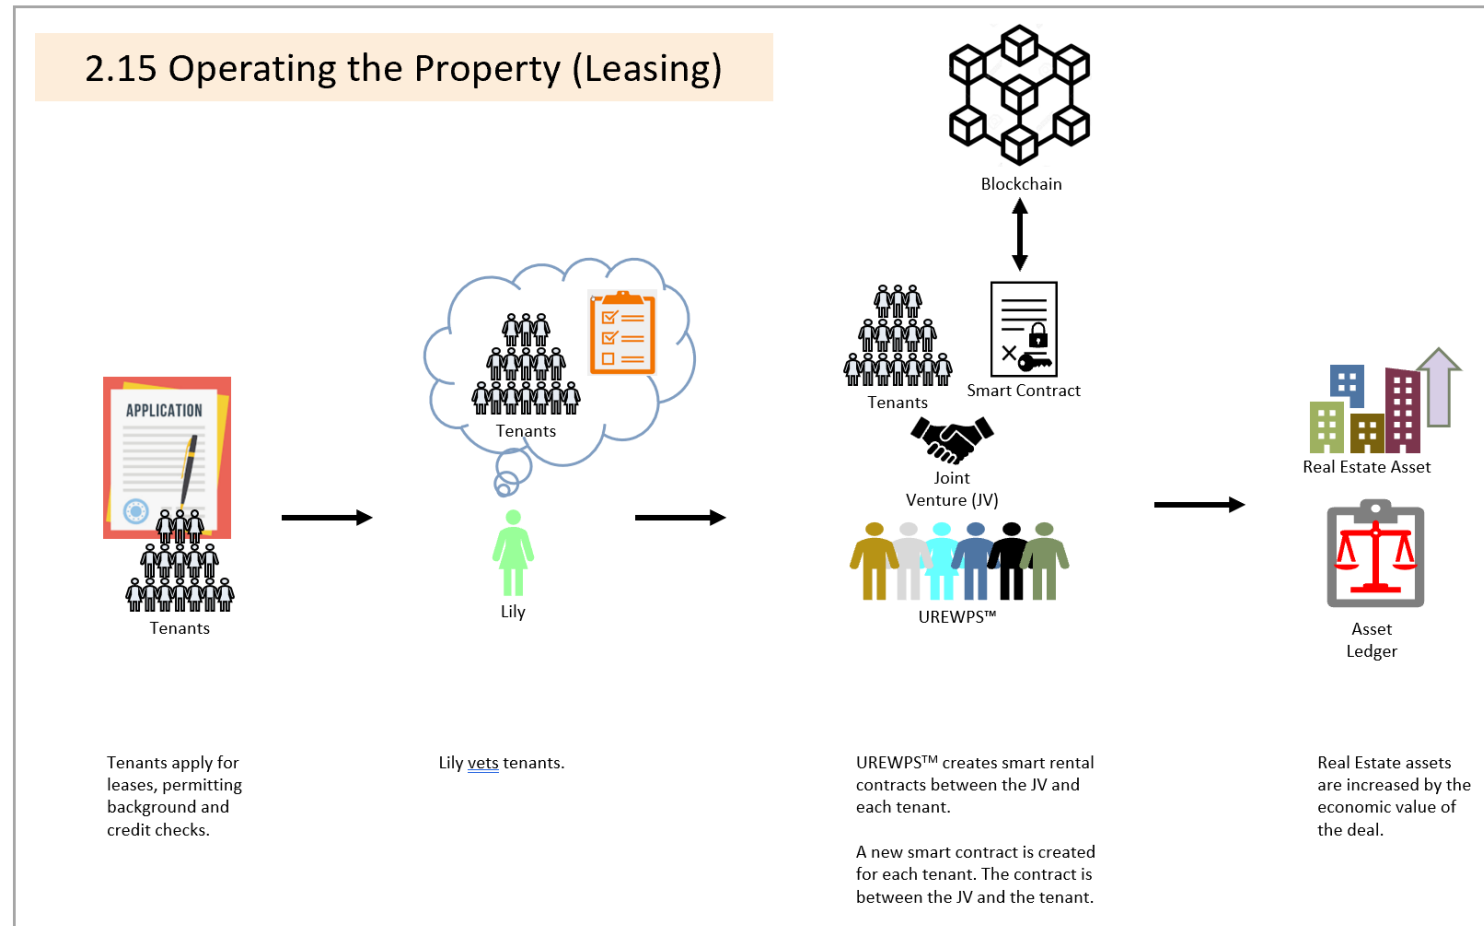 2.15 Operating the Property (Leasing)
Blockchain
Tenants
Smart Contract
Joint
Venture (JV)
UREWPS™
APPLICATION
Tenants
Tenants
Lily
Real Estate Asset
Asset
Ledger
Tenants apply for
leases, permitting
background and
credit checks.
Lily vets tenants.
UREWPS™ creates smart rental
contracts between the JV and
each tenant.
A new smart contract is created
for each tenant. The contract is
between the JV and the tenant.
Real Estate assets
are increased by the
economic value of
the deal.